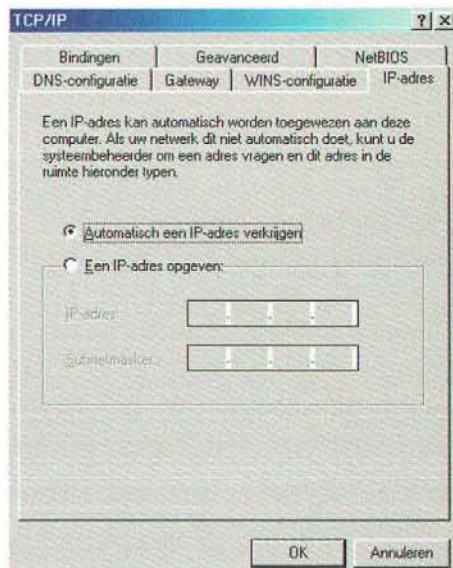 TCP/IP
Bindingen
Geavanceerd
NetBIOS
DNS-configuratie
Gateway
WINS-configuratie
IP-adres
Een IP-adres kan automatisch worden toegewezen aan deze
computer. Als uw netwerk dit niet automatisch doet, kunt u de
systeembeheerder om een adres vragen en dit adres in de
ruimte hieronder typen.
Automatisch een IP-adres verkrijgen
Een IP-adres opgeven:
IP-adres:
Subnetmasker:
OK
Annuleren